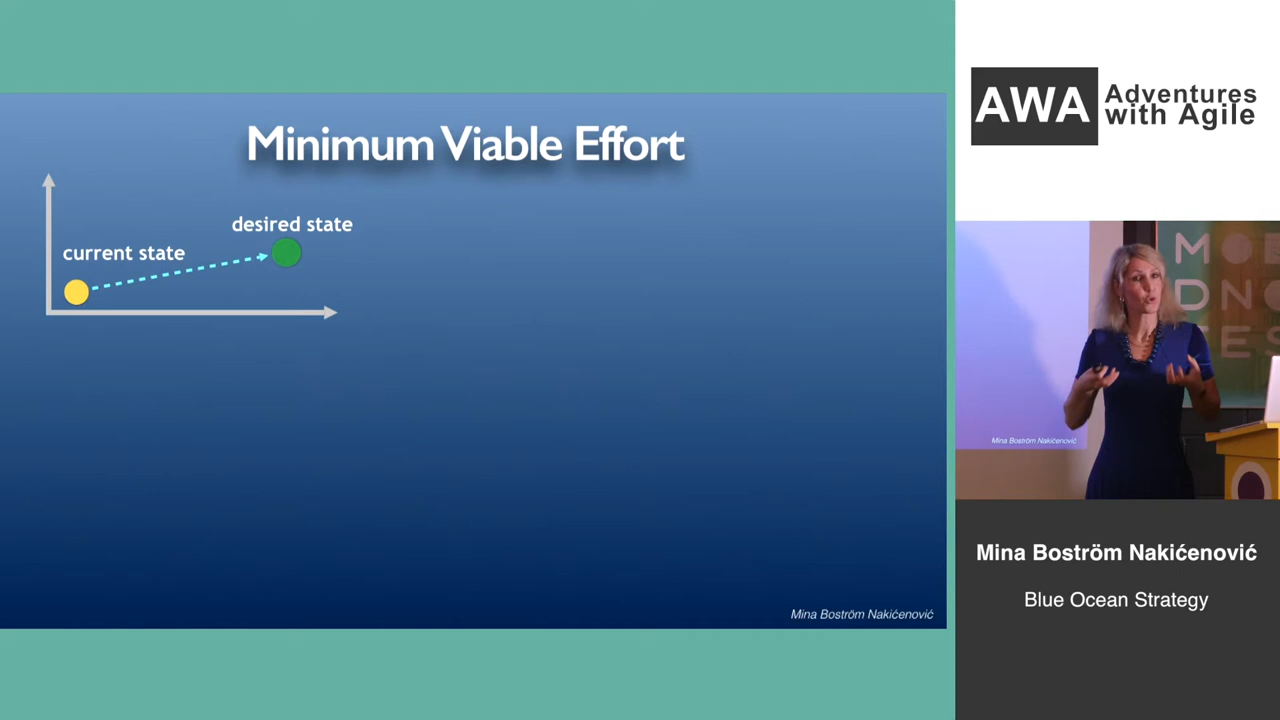 Minimum Viable Effort
desired state
current state
Mina Boström Nakićenović
AWA
Adventures
with Agile
Mina Boström Nakićenović
Mina Boström Nakićenović
Blue Ocean Strategy